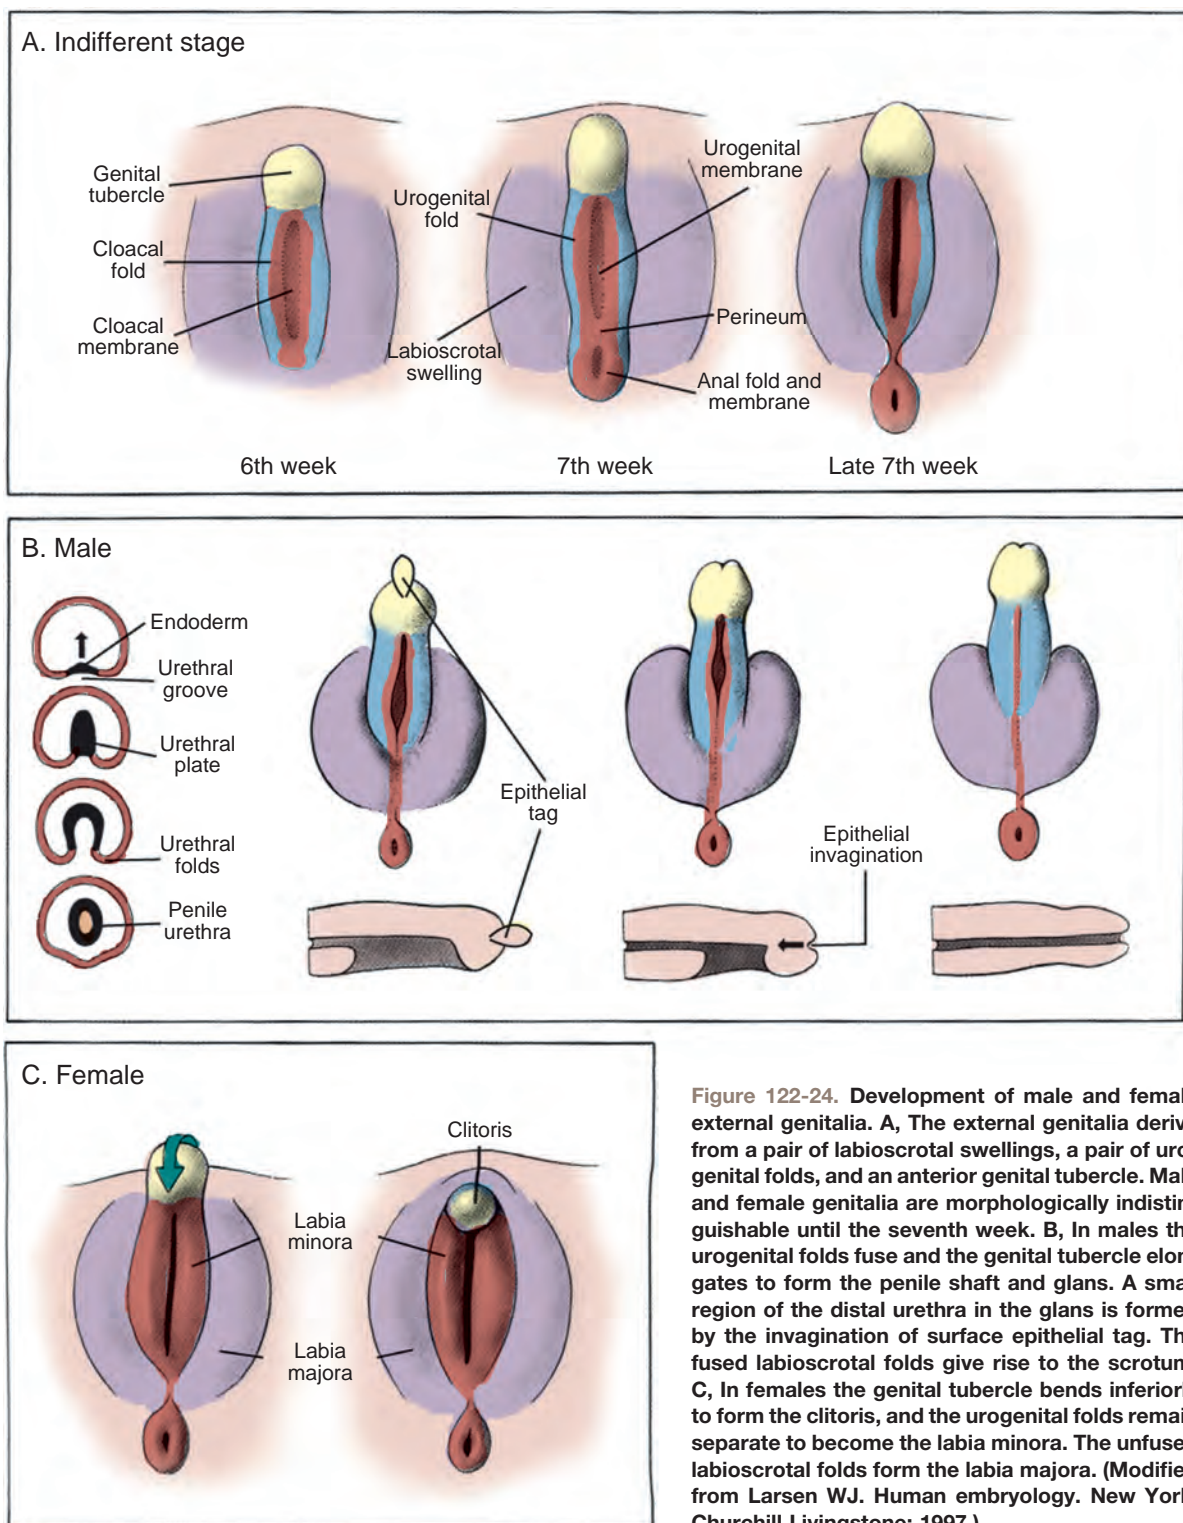 A. Indifferent stage
Genital
tubercle
Cloacal
fold
Cloacal
membrane
Urogenital
fold
Labioscrotal
swelling
Urogenital
membrane
Perineum
Anal fold and
membrane
6th week
7th week
Late 7th week
B. Male
Endoderm
Urethral
groove
Urethral
plate
Urethral
folds
Penile
urethra
Epithelial
tag
Epithelial
invagination
C. Female
Clitoris
Labia
minora
Labia
majora
Figure 122-24. Development of male and femal
external genitalia. A, The external genitalia deriv
from a pair of labioscrotal swellings, a pair of uro
genital folds, and an anterior genital tubercle. Mal
and female genitalia are morphologically indistin
guishable until the seventh week. B, In males th
urogenital folds fuse and the genital tubercle elon
gates to form the penile shaft and glans. A sma
region of the distal urethra in the glans is forme
by the invagination of surface epithelial tag. Th
fused labioscrotal folds give rise to the scrotum
C, In females the genital tubercle bends inferiorl
to form the clitoris, and the urogenital folds remai
separate to become the labia minora. The unfuse
labioscrotal folds form the labia majora. (Modifie
from Larsen WJ. Human embryology. New York
Churchill Livingstone; 1997.)